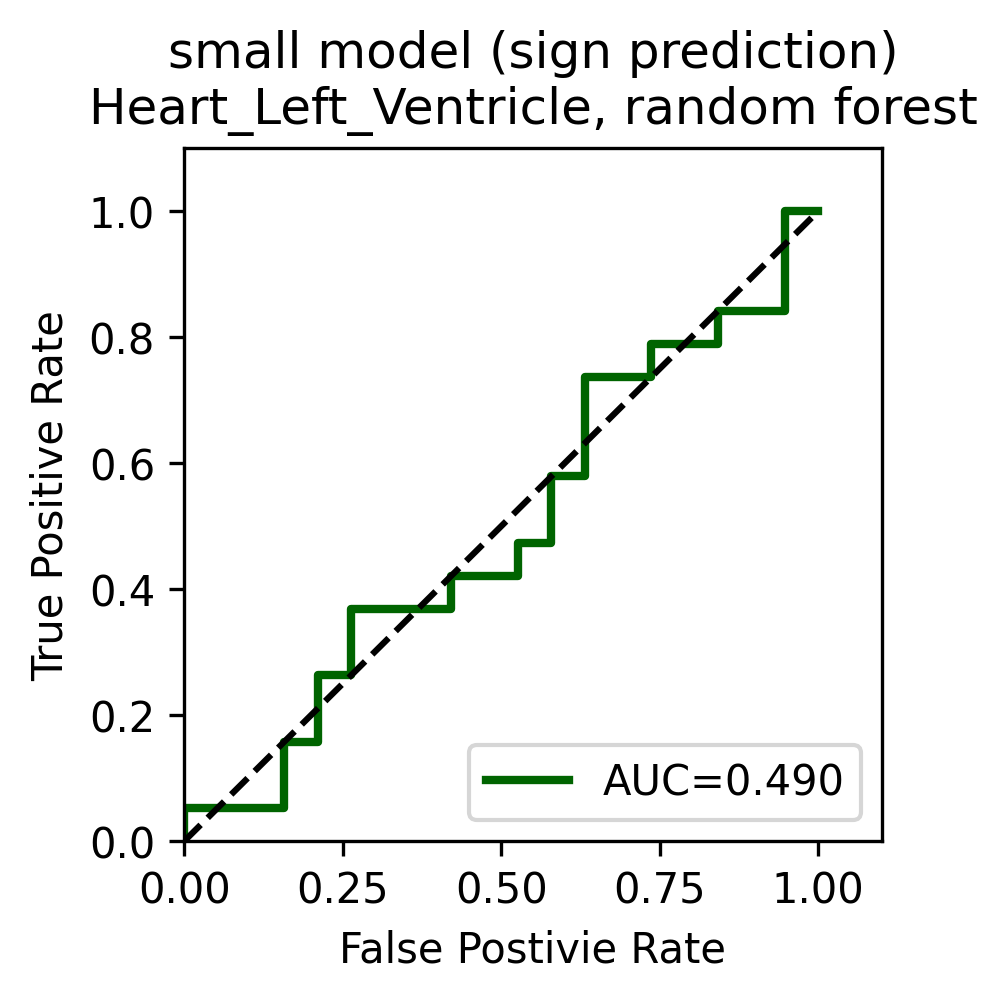 small model (sign prediction)
Heart_Left_Ventricle, random forest
True Positive Rate
1.0
0.8
0.6
0.4
0.2
0.0
AUC=0.490
0.00 0.25 0.50 0.75 1.00
False Postivie Rate